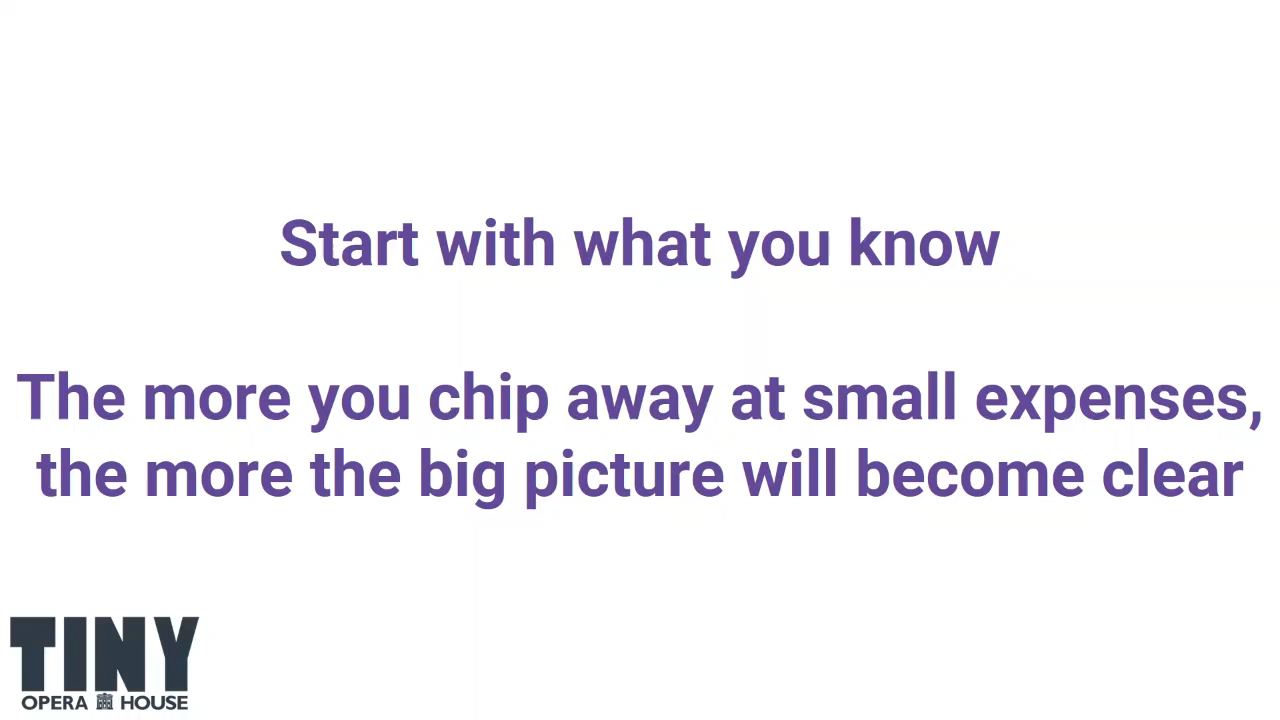 Start with what you know
The more you chip away at small expenses,
the more the big picture will become clear
TINY
OPERA HOUSE